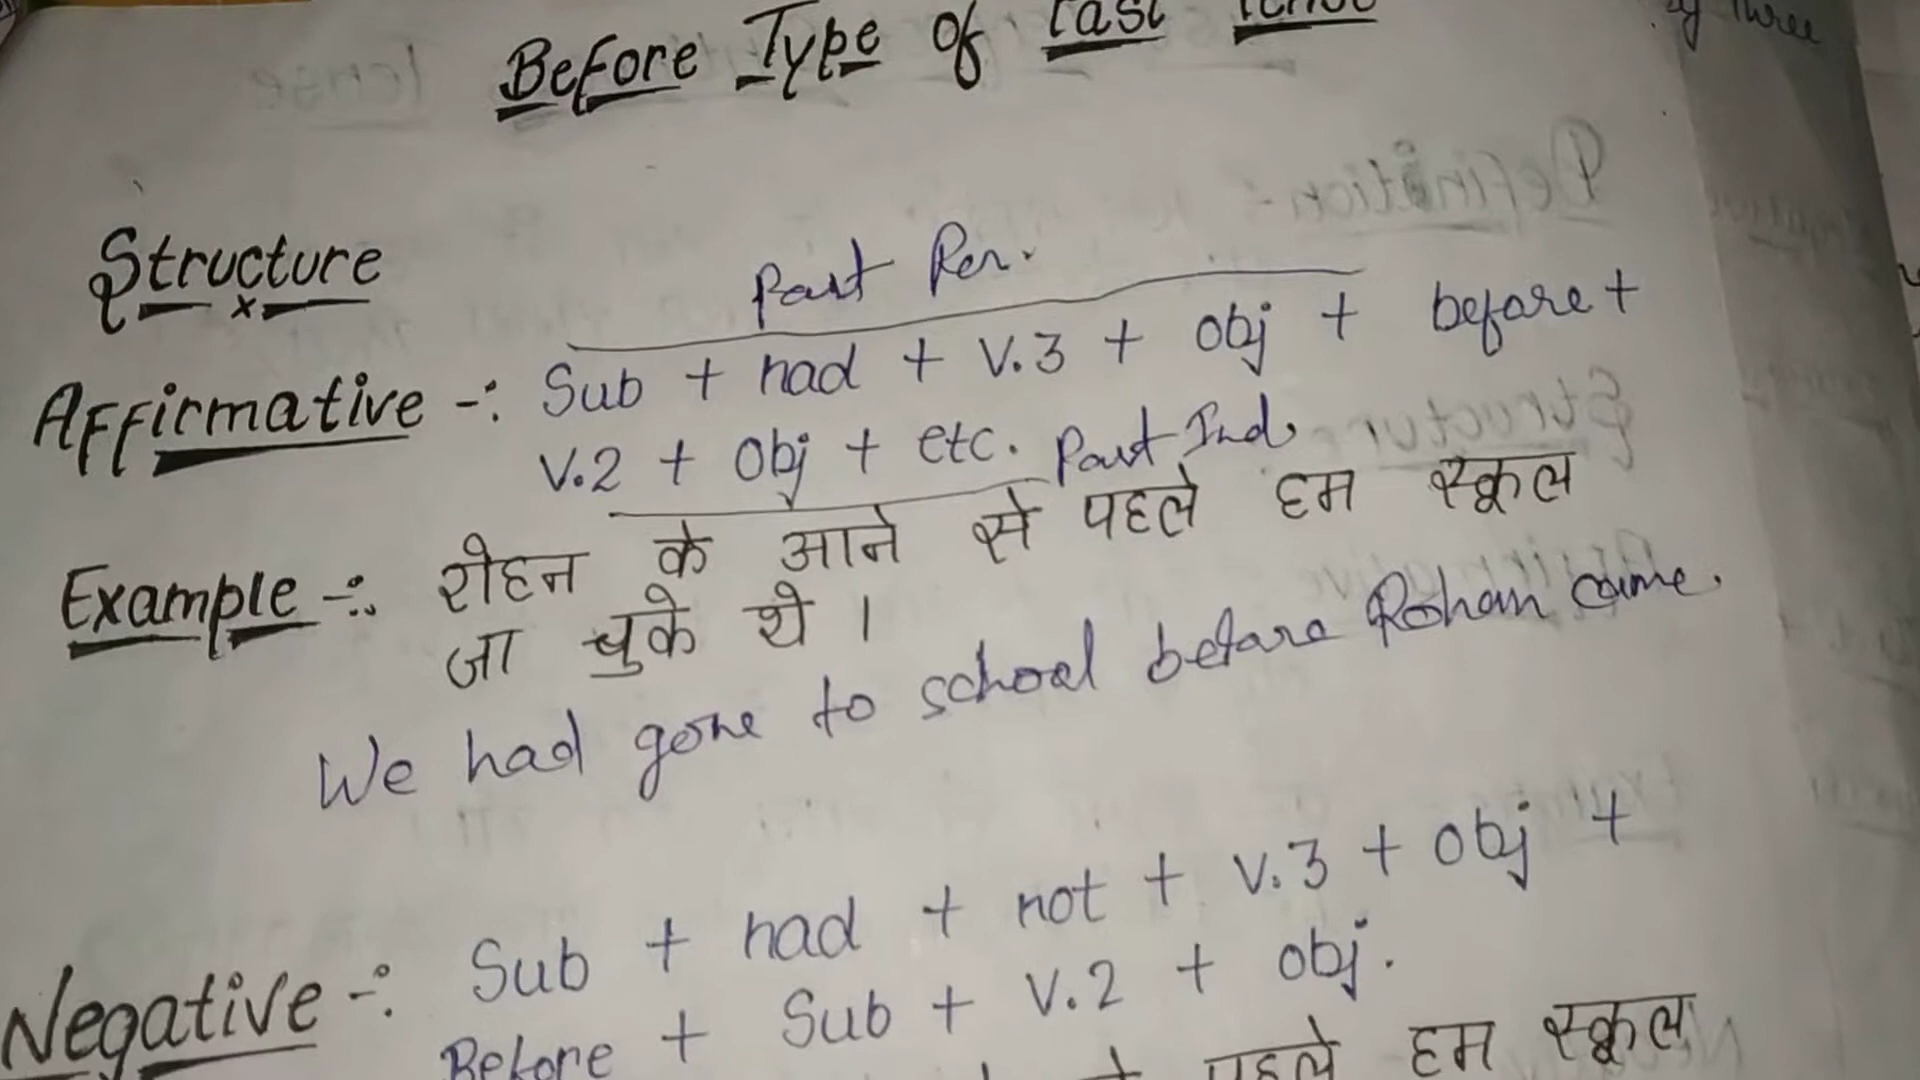 Before Type of Past Tense
Structure
Past Per.
Affirmative -: Sub + had + V.3 + obj + before +
V.2 + obj + etc. Past Ind.
Example -: रोहन के आने से पहले हम स्कूल
जा चुके थे ।
We had gone to school before Rohan came.
Negative -: Sub + had + not + V.3 + obj +
Before + Sub + V.2 + obj.
पहले हम स्कूल